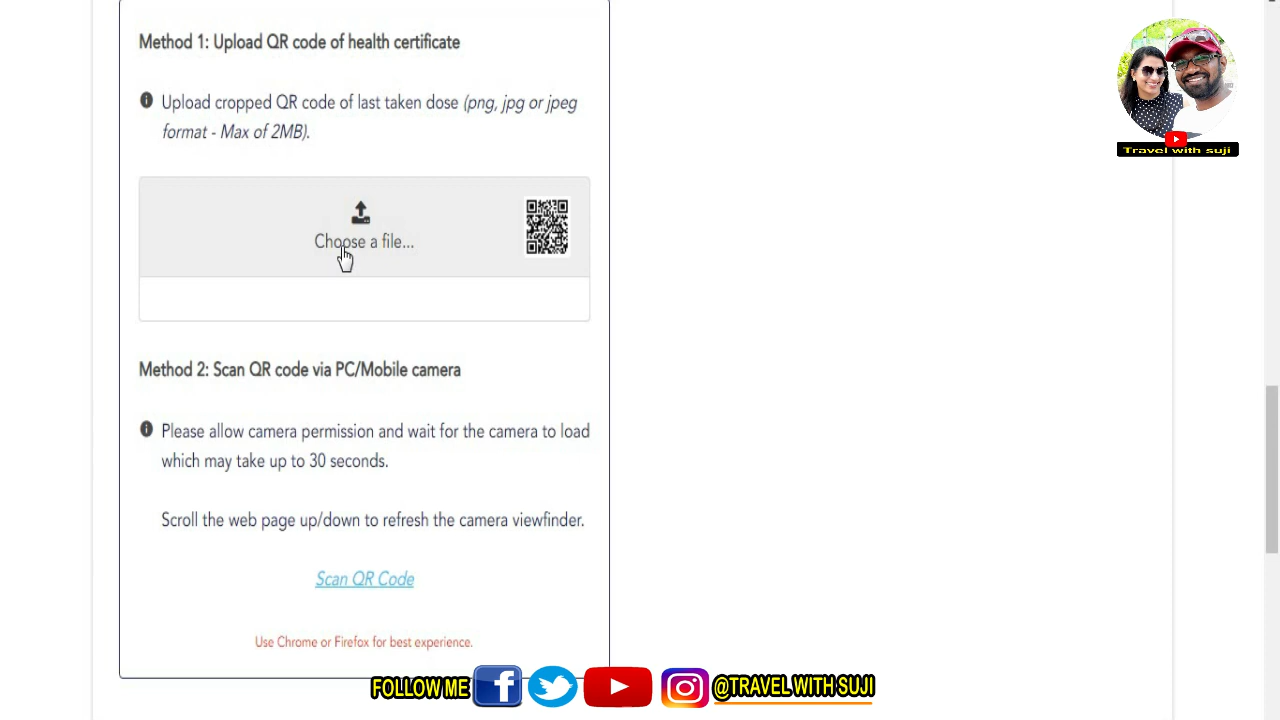 Method 1: Upload QR code of health certificate
Upload cropped QR code of last taken dose (png, jpg or jpeg
format - Max of 2MB).
Choose a file...
Method 2: Scan QR code via PC/Mobile camera
Please allow camera permission and wait for the camera to load
which may take up to 30 seconds.
Scroll the web page up/down to refresh the camera viewfinder.
Scan QR Code
Use Chrome or Firefox for best experience.
Travel with suji
FOLLOW ME
@TRAVEL WITH SUJI